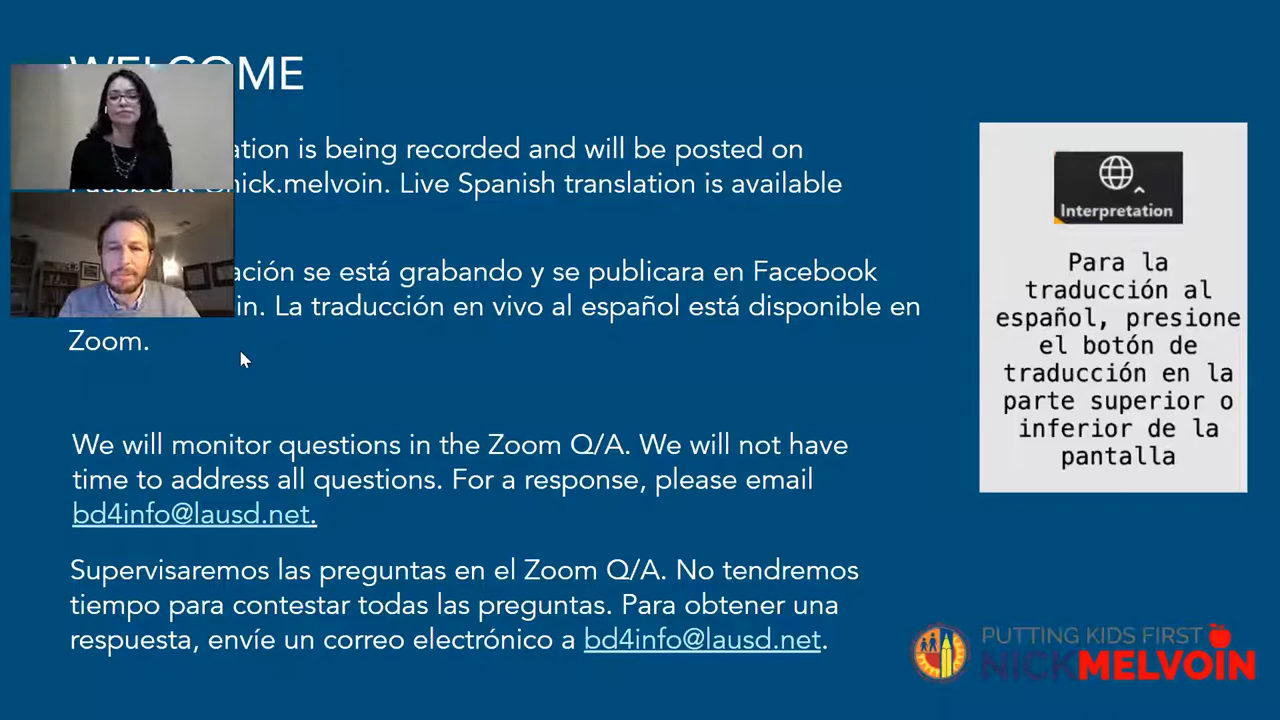 WELCOME
ation is being recorded and will be posted on
Facebook @nick.melvoin. Live Spanish translation is available
ación se está grabando y se publicara en Facebook
in. La traducción en vivo al español está disponible en
Zoom.
We will monitor questions in the Zoom Q/A. We will not have
time to address all questions. For a response, please email
bd4info@lausd.net.
Supervisaremos las preguntas en el Zoom Q/A. No tendremos
tiempo para contestar todas las preguntas. Para obtener una
respuesta, envíe un correo electrónico a bd4info@lausd.net.
Interpretation
Para la
traducción al
español, presione
el botón de
traducción en la
parte superior o
inferior de la
pantalla
PUTTING KIDS FIRST
NICKMELVOIN